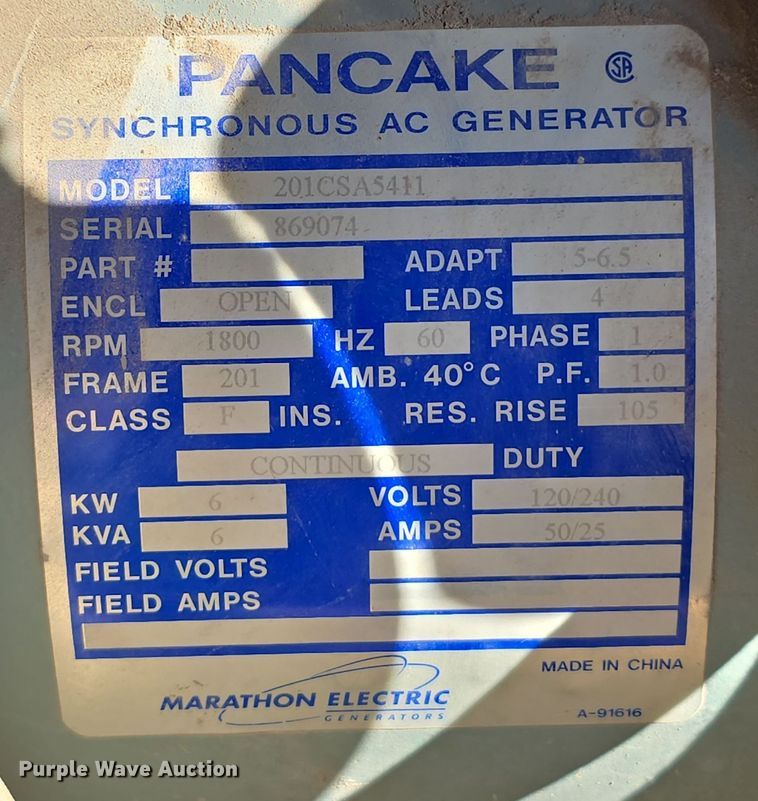 PANCAKE SA
SYNCHRONOUS AC GENERATOR
MODEL 201CSA5411
SERIAL 869074
PART # ADAPT 5-6.5
ENCL OPEN LEADS 4
RPM 1800 HZ 60 PHASE 1
FRAME 201 AMB. 40°C P.F. 1.0
CLASS F INS. RES. RISE 105
CONTINUOUS DUTY
KW 6 VOLTS 120/240
KVA 6 AMPS 50/25
FIELD VOLTS
FIELD AMPS
MADE IN CHINA
MARATHON ELECTRIC
GENERATORS
A-91616
Purple Wave Auction